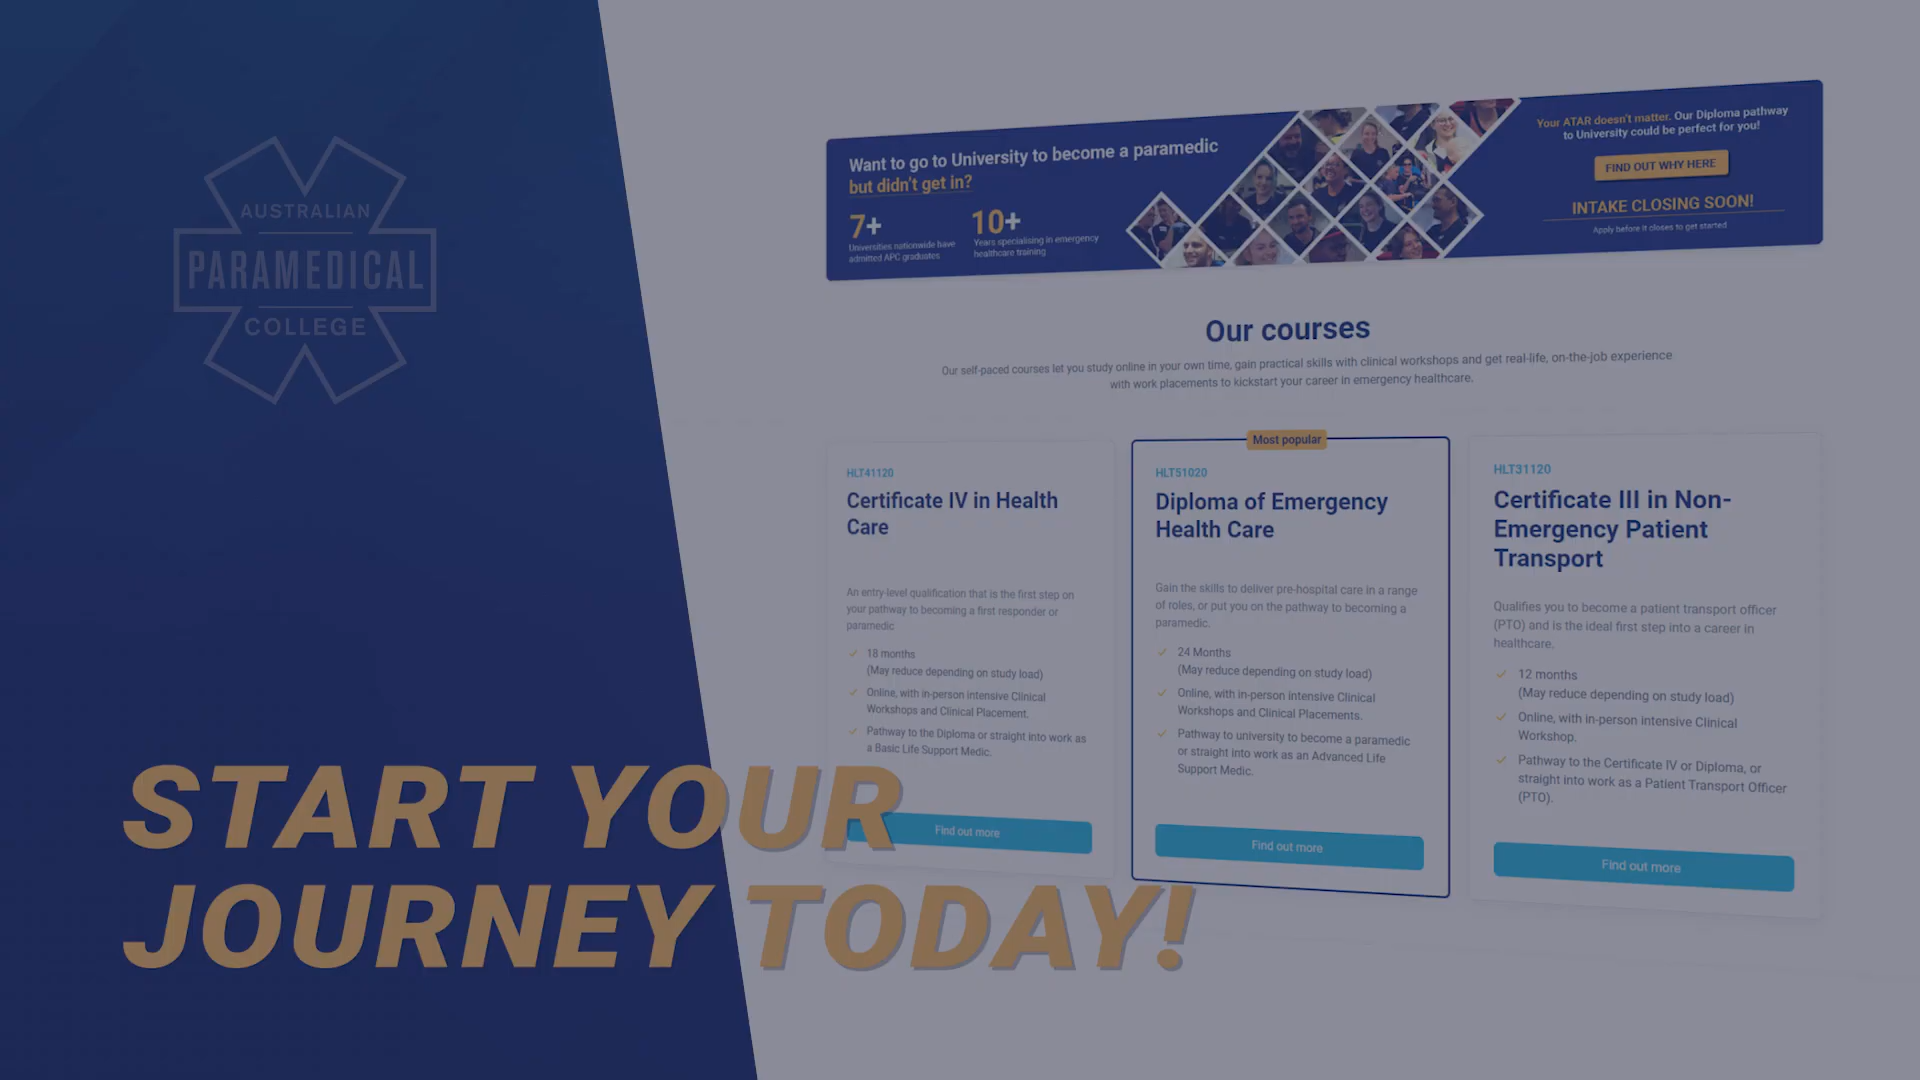 AUSTRALIAN
PARAMEDICAL
COLLEGE
Want to go to University to become a paramedic
but didn't get in?
7+
Universities nationwide have
admitted APC graduates
10+
Years specialising in emergency
healthcare training
Your ATAR doesn't matter. Our Diploma pathway
to University could be perfect for you!
FIND OUT WHY HERE
INTAKE CLOSING SOON!
Apply before it closes to get started
Our courses
Our self-paced courses let you study online in your own time, gain practical skills with clinical workshops and get real-life, on-the-job experience
with work placements to kickstart your career in emergency healthcare.
HLT41120
Certificate IV in Health
Care
An entry-level qualification that is the first step on
your pathway to becoming a first responder or
paramedic
18 months
(May reduce depending on study load)
Online, with in-person intensive Clinical
Workshops and Clinical Placement.
Pathway to the Diploma or straight into work as
a Basic Life Support Medic.
Find out more
Most popular
HLT51020
Diploma of Emergency
Health Care
Gain the skills to deliver pre-hospital care in a range
of roles, or put you on the pathway to becoming a
paramedic.
24 Months
(May reduce depending on study load)
Online, with in-person intensive Clinical
Workshops and Clinical Placements.
Pathway to university to become a paramedic
or straight into work as an Advanced Life
Support Medic.
Find out more
HLT31120
Certificate III in Non-
Emergency Patient
Transport
Qualifies you to become a patient transport officer
(PTO) and is the ideal first step into a career in
healthcare.
12 months
(May reduce depending on study load)
Online, with in-person intensive Clinical
Workshop.
Pathway to the Certificate IV or Diploma, or
straight into work as a Patient Transport Officer
(PTO).
Find out more
START YOUR
JOURNEY TODAY!